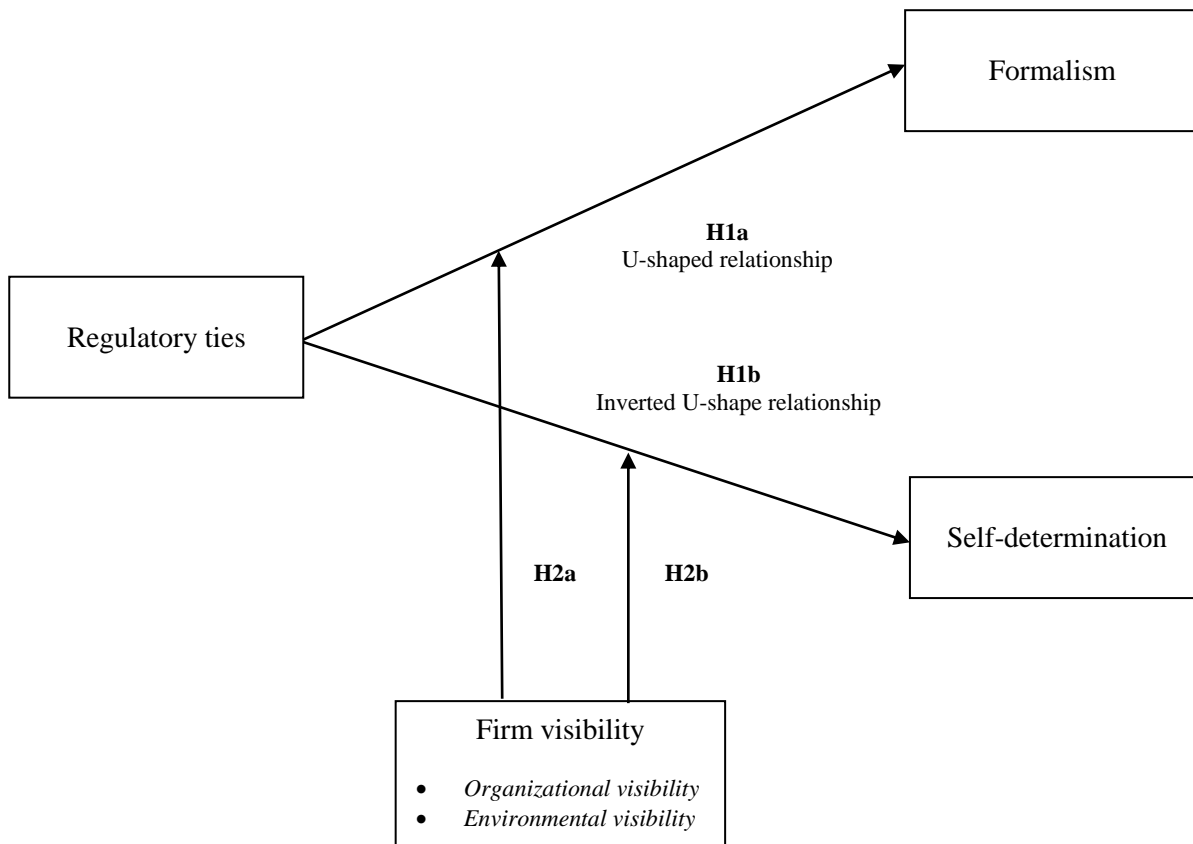 Formalism
H1a
U-shaped relationship
Regulatory ties
H1b
Inverted U-shape relationship
Self-determination
H2a
H2b
Firm visibility
• Organizational visibility
• Environmental visibility